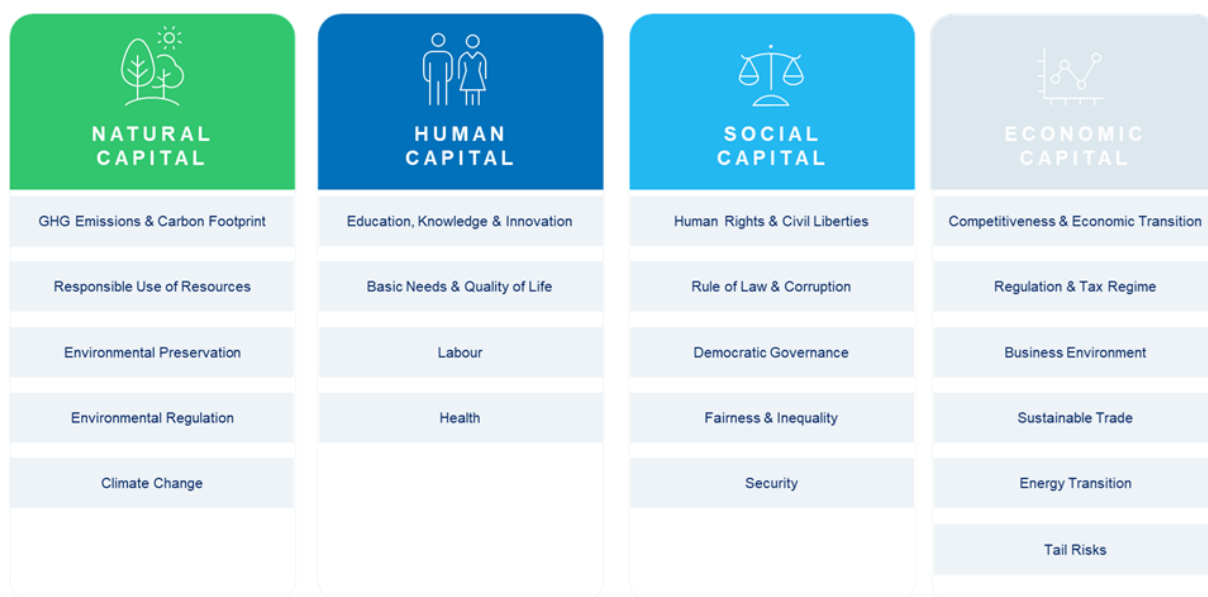 NATURAL
CAPITAL
GHG Emissions & Carbon Footprint
Responsible Use of Resources
Environmental Preservation
Environmental Regulation
Climate Change
HUMAN
CAPITAL
Education, Knowledge & Innovation
Basic Needs & Quality of Life
Labour
Health
SOCIAL
CAPITAL
Human Rights & Civil Liberties
Rule of Law & Corruption
Democratic Governance
Fairness & Inequality
Security
ECONOMIC
CAPITAL
Competitiveness & Economic Transition
Regulation & Tax Regime
Business Environment
Sustainable Trade
Energy Transition
Tail Risks